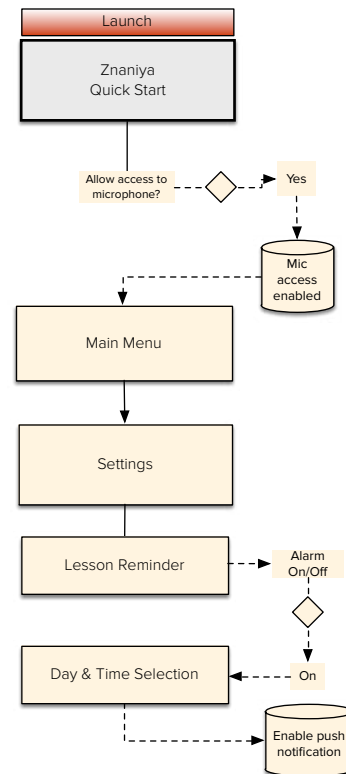 Launch
Znaniya
Quick Start
Allow access to
microphone?
Yes
Mic
access
enabled
Main Menu
Settings
Lesson Reminder
Alarm
On/Off
On
Day & Time Selection
Enable push
notification